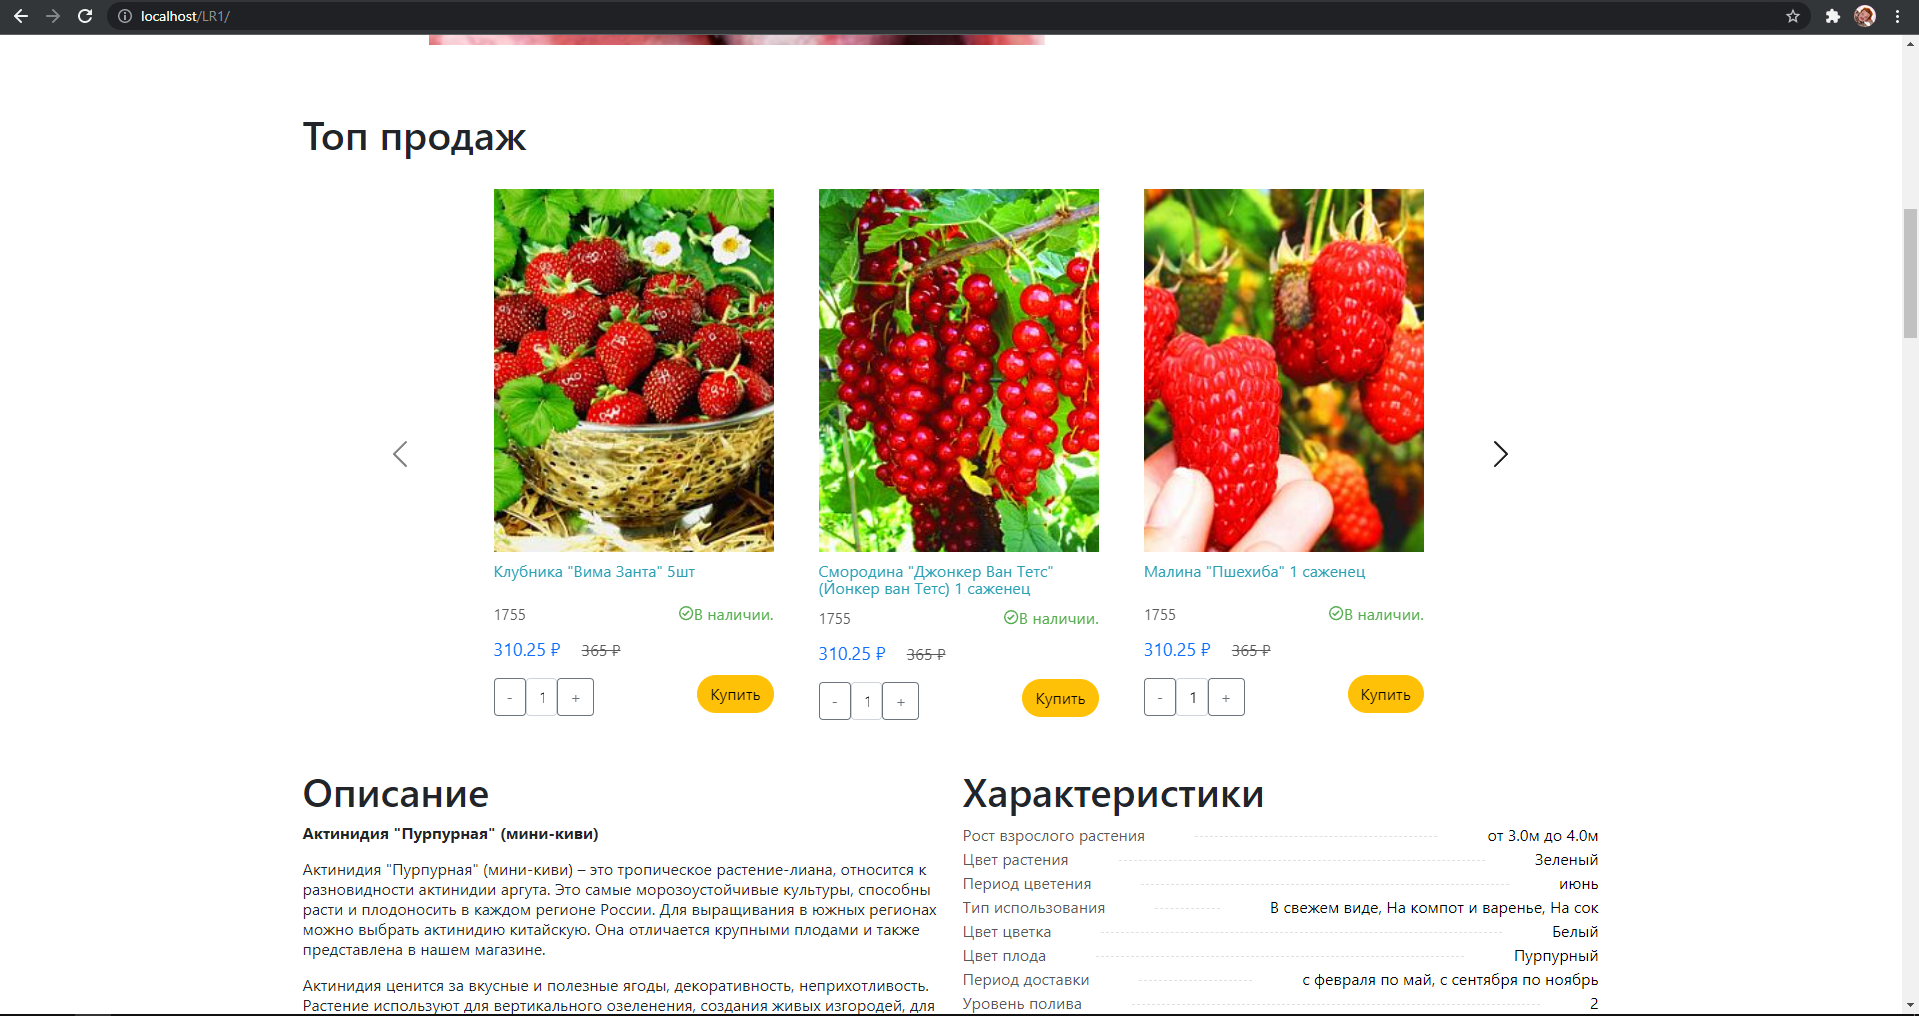 localhost/LR1/
Топ продаж
Клубника "Вима Занта" 5шт
1755 В наличии.
310.25 ₽ 365 ₽
- 1 + Купить
Смородина "Джонкер Ван Тетс"
(Йонкер ван Тетс) 1 саженец
1755 В наличии.
310.25 ₽ 365 ₽
- 1 + Купить
Малина "Пшехиба" 1 саженец
1755 В наличии.
310.25 ₽ 365 ₽
- 1 + Купить
Описание
Актинидия "Пурпурная" (мини-киви)
Актинидия "Пурпурная" (мини-киви) – это тропическое растение-лиана, относится к
разновидности актинидии аргута. Это самые морозоустойчивые культуры, способны
расти и плодоносить в каждом регионе России. Для выращивания в южных регионах
можно выбрать актинидию китайскую. Она отличается крупными плодами и также
представлена в нашем магазине.
Актинидия ценится за вкусные и полезные ягоды, декоративность, неприхотливость.
Растение используют для вертикального озеленения, создания живых изгородей, для
Характеристики
Рост взрослого растения от 3.0м до 4.0м
Цвет растения Зеленый
Период цветения июнь
Тип использования В свежем виде, На компот и варенье, На сок
Цвет цветка Белый
Цвет плода Пурпурный
Период доставки с февраля по май, с сентября по ноябрь
Уровень полива 2